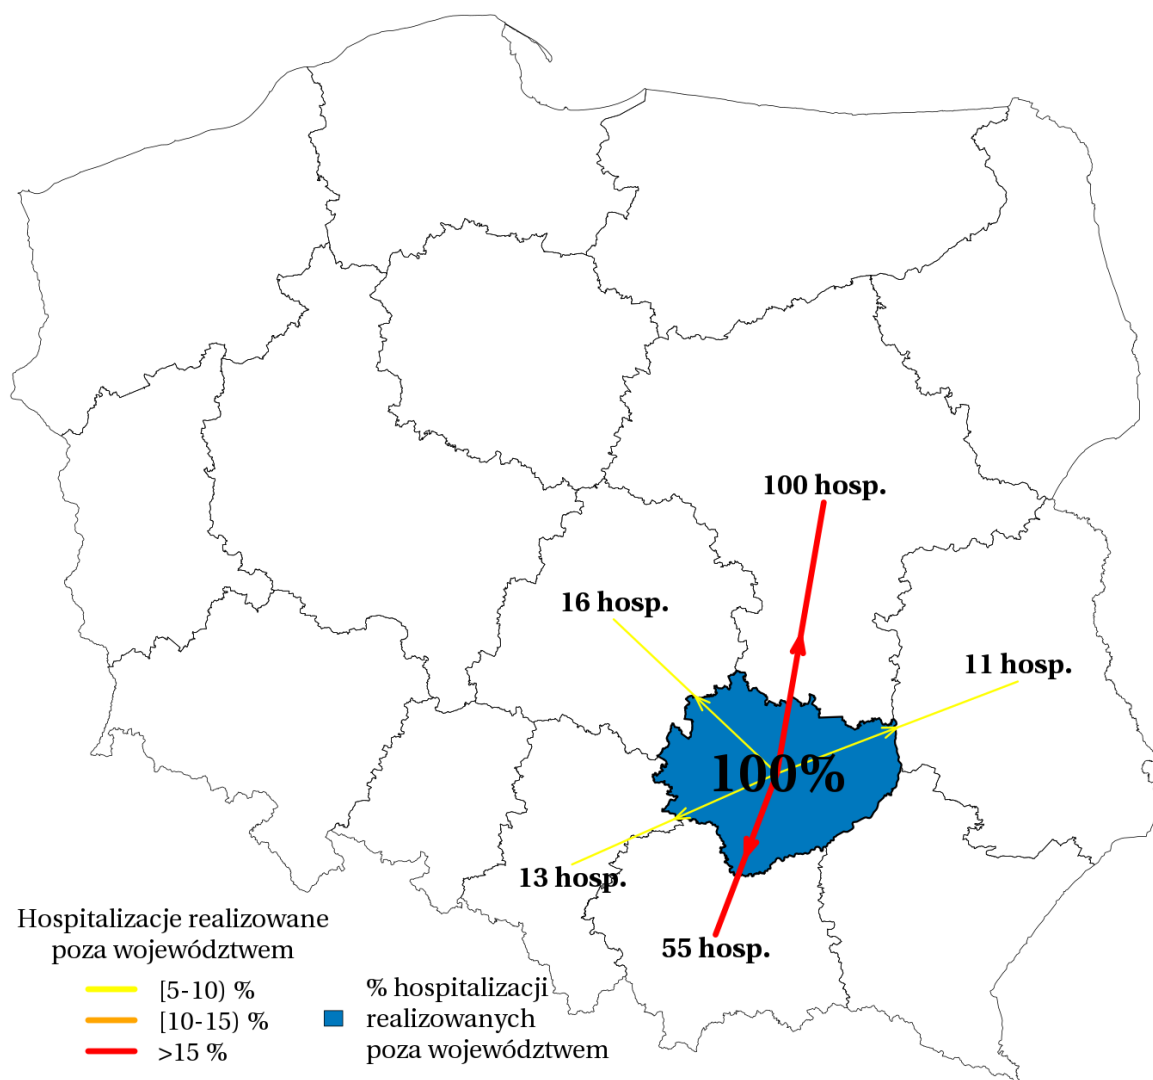 100 hosp.
16 hosp.
11 hosp.
100%
13 hosp.
55 hosp.
Hospitalizacje realizowane
poza województwem
[5-10) %
[10-15) %
>15 %
% hospitalizacji
realizowanych
poza województwem